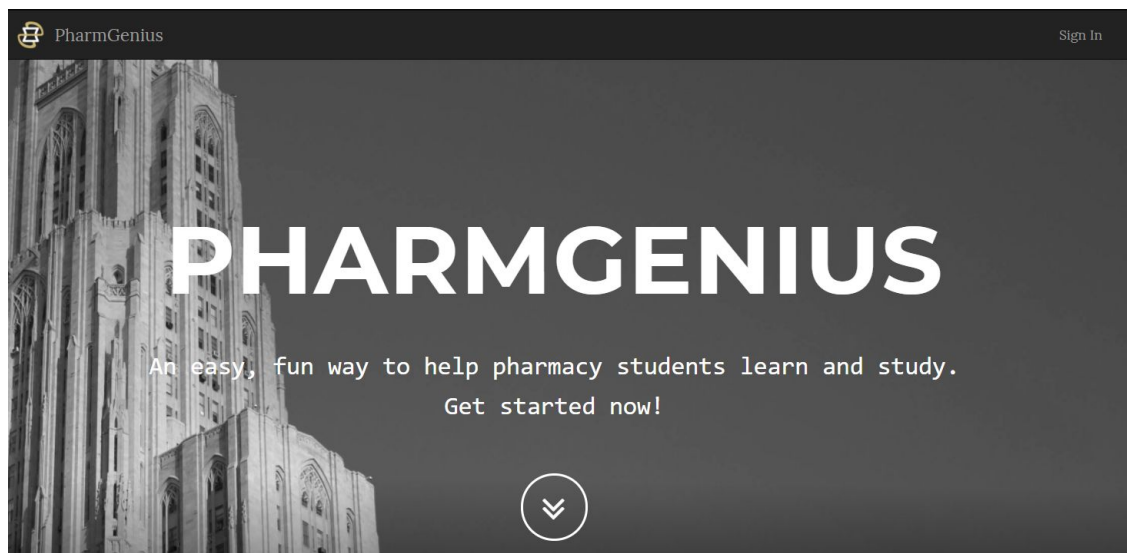 PharmGenius
Sign In
PHARMGENIUS
An easy, fun way to help pharmacy students learn and study.
Get started now!